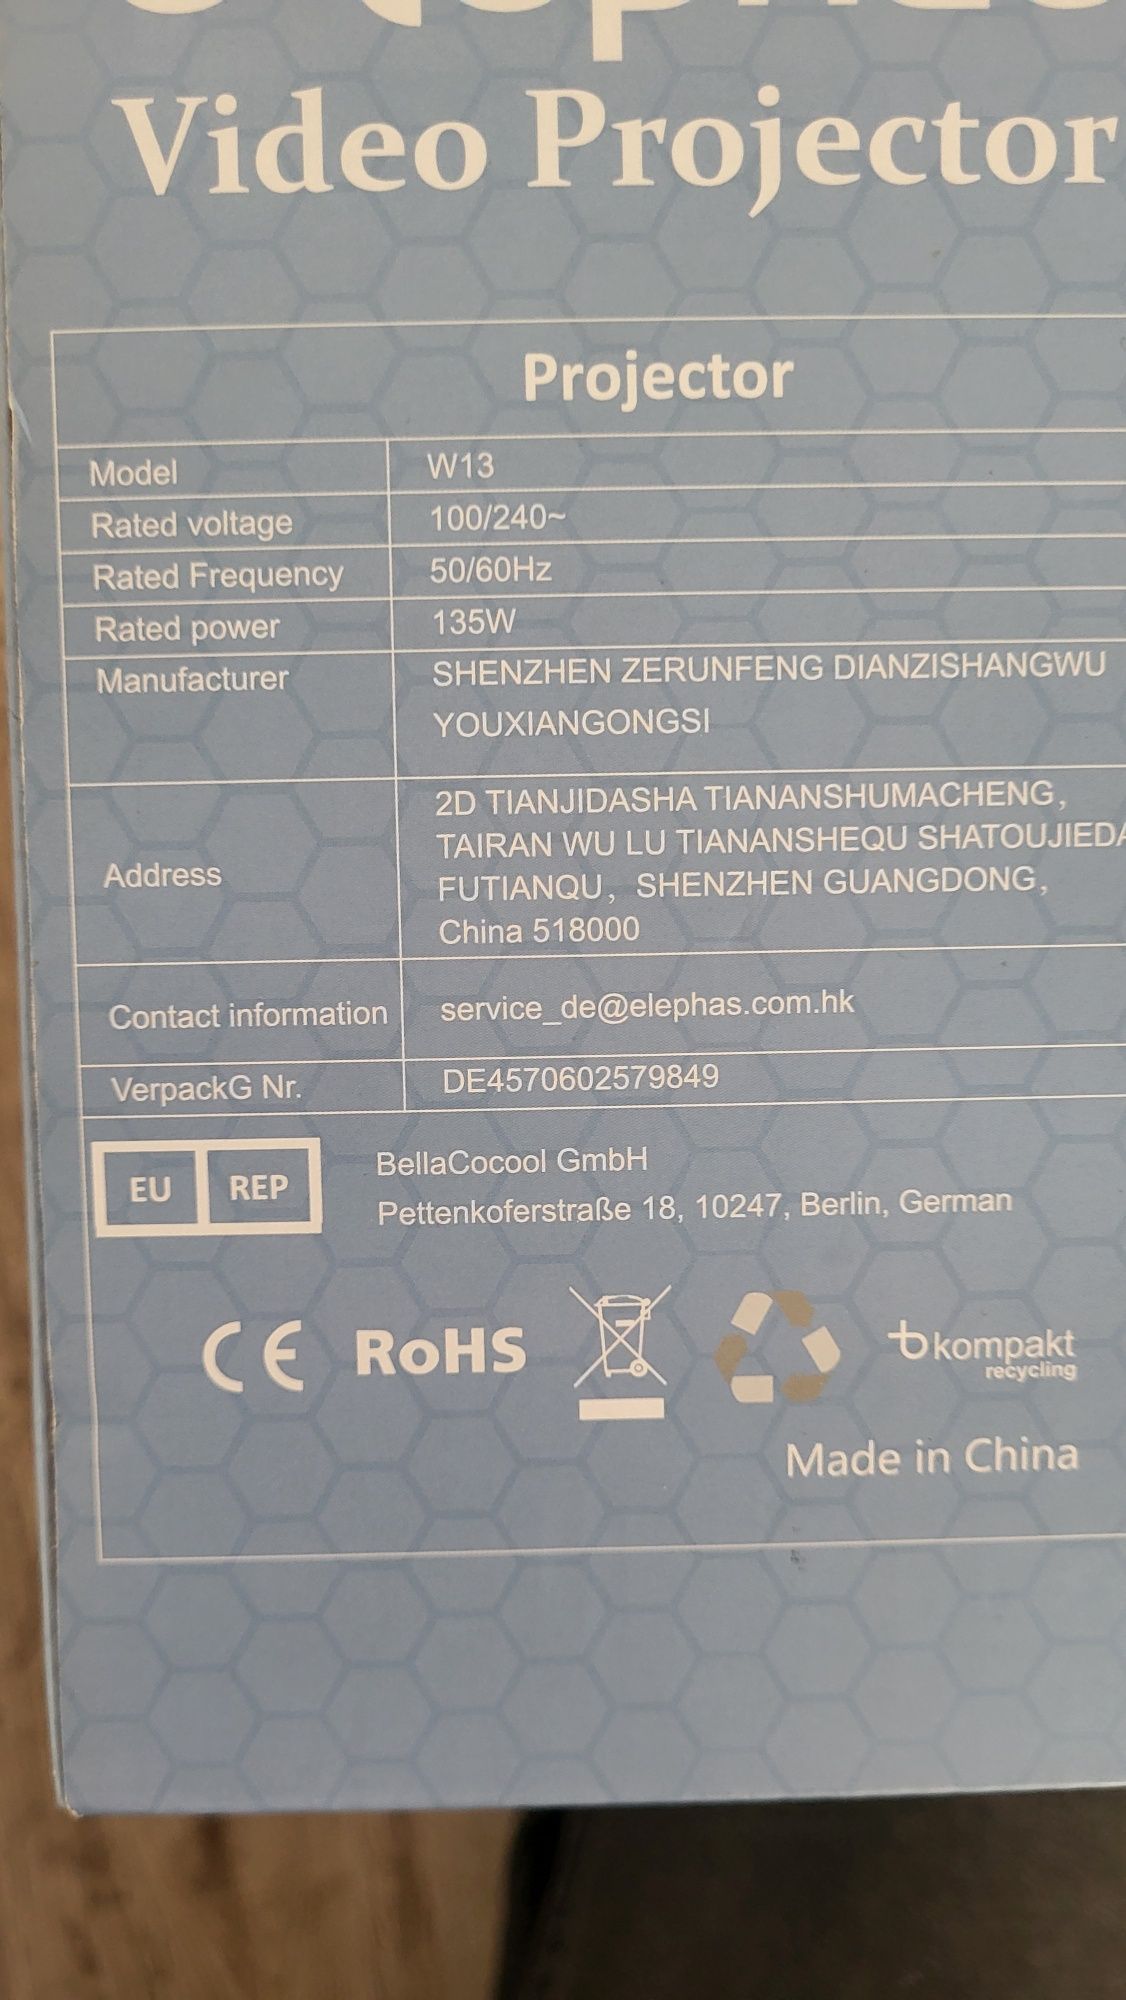 Video Projector
Projector
Model W13
Rated voltage 100/240~
Rated Frequency 50/60Hz
Rated power 135W
Manufacturer SHENZHEN ZERUNFENG DIANZISHANGWU
YOUXIANGONGSI
Address
2D TIANJIDASHA TIANANSHUMACHENG,
TAIRAN WU LU TIANANSHEQU SHATOUJIEDA
FUTIANQU, SHENZHEN GUANGDONG,
China 518000
Contact information service_de@elephas.com.hk
VerpackG Nr. DE4570602579849
EU REP
BellaCocool GmbH
Pettenkoferstraße 18, 10247, Berlin, German
CE RoHS
kompakt
recycling
Made in China